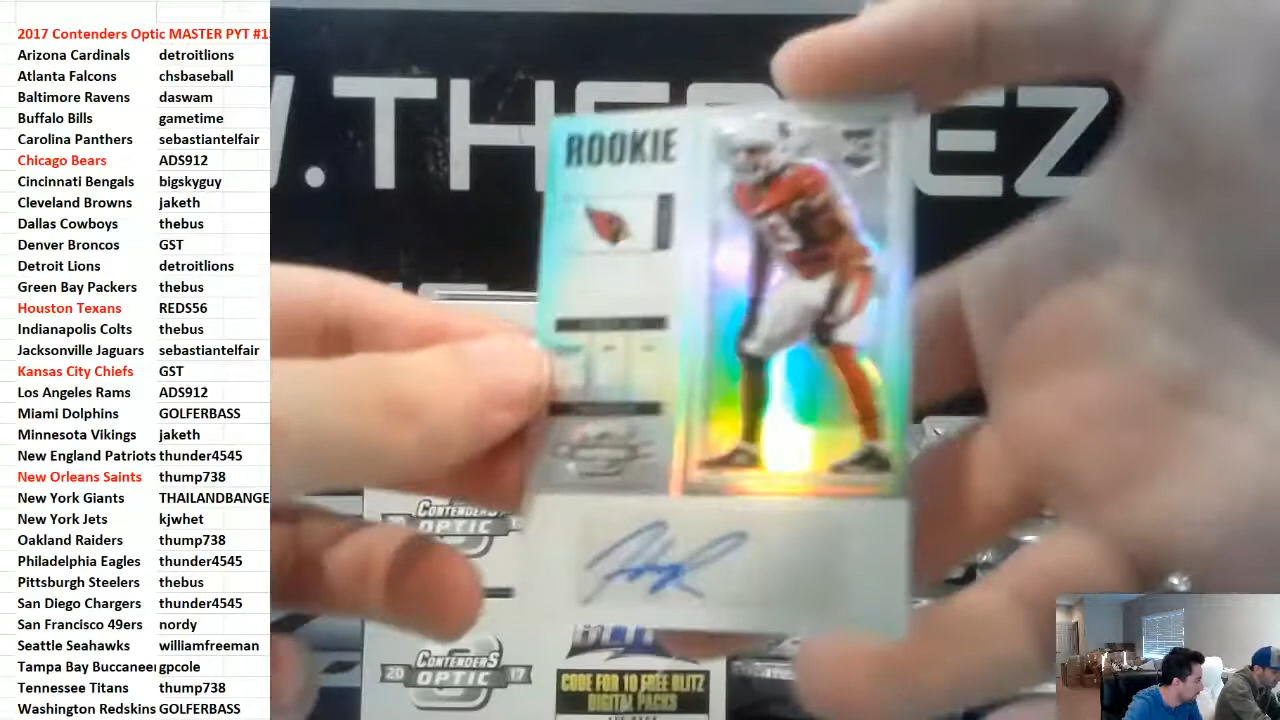 2017 Contenders Optic MASTER PYT #1
Arizona Cardinals detroitlions
Atlanta Falcons chsbaseball
Baltimore Ravens daswam
Buffalo Bills gametime
Carolina Panthers sebastiantelfair
Chicago Bears ADS912
Cincinnati Bengals bigskyguy
Cleveland Browns jaketh
Dallas Cowboys thebus
Denver Broncos GST
Detroit Lions detroitlions
Green Bay Packers thebus
Houston Texans REDS56
Indianapolis Colts thebus
Jacksonville Jaguars sebastiantelfair
Kansas City Chiefs GST
Los Angeles Rams ADS912
Miami Dolphins GOLFERBASS
Minnesota Vikings jaketh
New England Patriots thunder4545
New Orleans Saints thump738
New York Giants THAILANDBANGE
New York Jets kjwhet
Oakland Raiders thump738
Philadelphia Eagles thunder4545
Pittsburgh Steelers thebus
San Diego Chargers thunder4545
San Francisco 49ers nordy
Seattle Seahawks williamfreeman
Tampa Bay Buccaneer gpcole
Tennessee Titans thump738
Washington Redskins GOLFERBASS
ROOKIE
CONTENDERS
OPTIC
CONTENDERS
20 OPTIC 17
CODE FOR 10 FREE BLITZ
DIGITAL PACKS